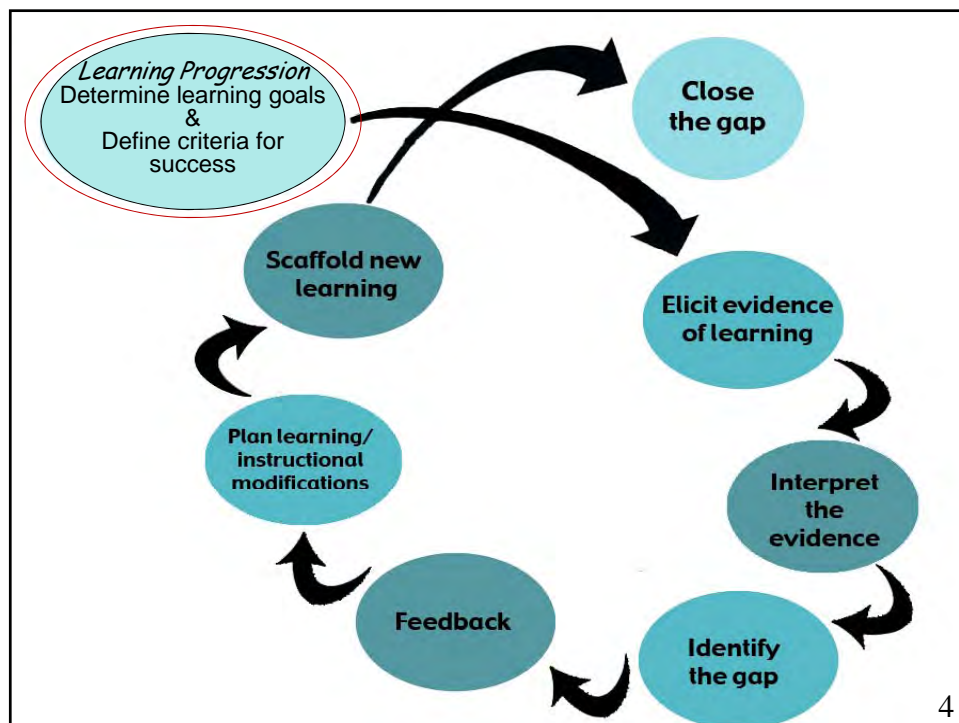 Learning Progression
Determine learning goals
&
Define criteria for
success
Close
the gap
Scaffold new
learning
Elicit evidence
of learning
Plan learning/
instructional
modifications
Interpret
the
evidence
Feedback
Identify
the gap
4